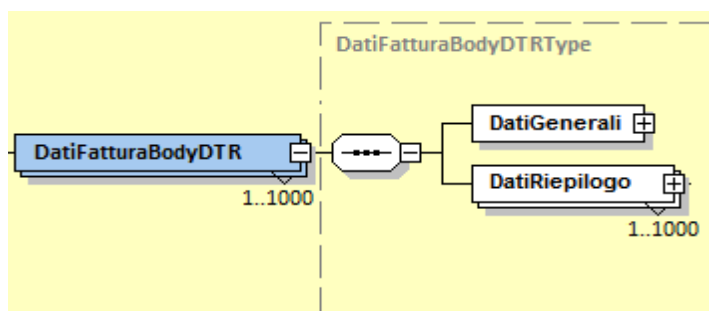 DatiFatturaBodyDTRType
DatiGenerali
DatiFatturaBodyDTR
DatiRiepilogo
1..1000
1..1000